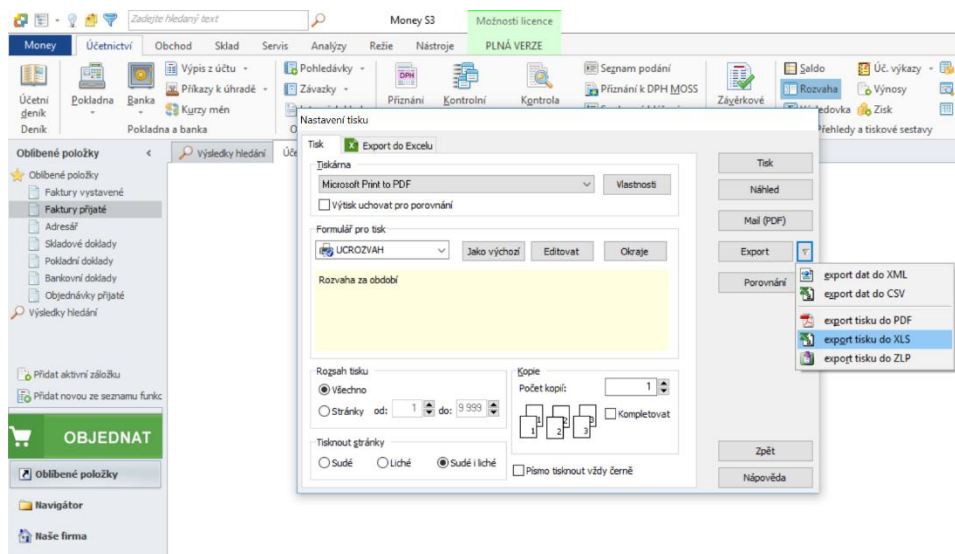 Zadejte hledaný text
Money S3
Možnosti licence
Money Účetnictví Obchod Sklad Servis Analýzy Režie Nástroje PLNÁ VERZE
Účetní deník
Pokladna
Banka
Výpis z účtu
Příkazy k úhradě
Kurzy mén
Pohledávky
Závazky
DPH
Přiznání
Kontrolní
Kontrola
Seznam podání
Přiznání k DPH MOSS
Závěrkové
Saldo
Rozvaha
Úč. výkazy
Výnosy
Zisk
Deník
Pokladna a banka
Přehledy a tiskové sestavy
Oblíbené položky
Výsledky hledání
Oblíbené položky
Faktury vystavené
Faktury přijaté
Adresář
Skladové doklady
Pokladní doklady
Bankovní doklady
Objednávky přijaté
Výsledky hledání
Přidat aktivní záložku
Přidat novou ze seznamu funkc
OBJEDNAT
Oblíbené položky
Navigátor
Naše firma
Nastavení tisku
Tisk
Export do Excelu
Tiskárna
Microsoft Print to PDF
Vlastnosti
Výtisk uchovat pro porovnání
Formulář pro tisk
UCROZVAH
Jako výchozí
Editovat
Okraje
Rozvaha za období
Rozsah tisku
Všechno
Stránky od: 1 do: 9 999
Tisknout stránky
Sudé
Liché
Sudé i liché
Kopie
Počet kopií: 1
1 1
2 2
3 3
Kompletovat
Písmo tisknout vždy černě
Tisk
Náhled
Mail (PDF)
Export
Porovnání
Zpět
Nápověda
export dat do XML
export dat do CSV
export tisku do PDF
export tisku do XLS
export tisku do ZLP